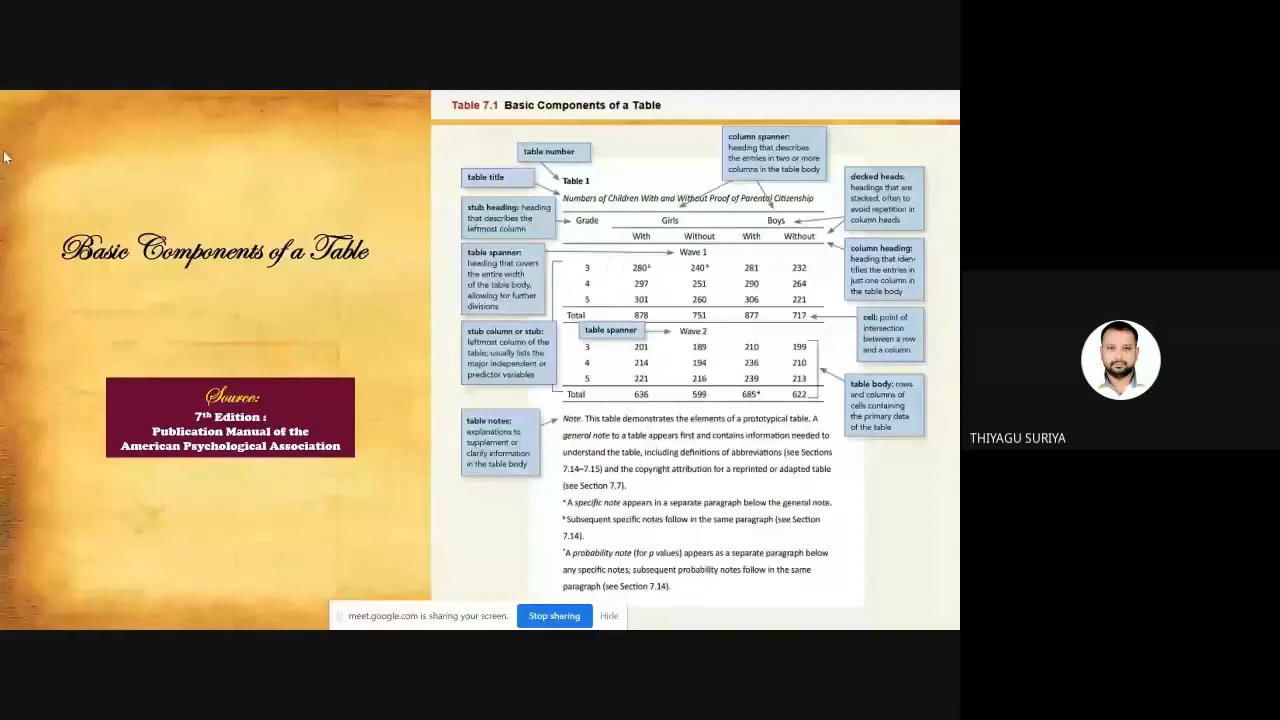 Basic Components of a Table
Source:
7th Edition :
Publication Manual of the
American Psychological Association
Table 7.1 Basic Components of a Table
table number
table title
stub heading: heading
that describes the
leftmost column
table spanner:
heading that covers
the entire width
of the table body,
allowing for further
divisions
stub column or stub:
leftmost column of the
table; usually lists the
major independent or
predictor variables
table notes:
explanations to
supplement or
clarify information
in the table body
column spanner:
heading that describes
the entries in two or more
columns in the table body
decked heads:
headings that are
stacked, often to
avoid repetition in
column heads
column heading:
heading that iden-
tifies the entries in
just one column in
the table body
cell: point of
intersection
between a row
and a column
table body: rows
and columns of
cells containing
the primary data
of the table
Table 1
Numbers of Children With and Without Proof of Parental Citizenship
Grade Girls Boys
With Without With Without
Wave 1
3 280ᵃ 240ᵇ 281 232
4 297 251 290 264
5 301 260 306 221
Total 878 751 877 717
table spanner Wave 2
3 201 189 210 199
4 214 194 236 210
5 221 216 239 213
Total 636 599 685* 622
Note. This table demonstrates the elements of a prototypical table. A
general note to a table appears first and contains information needed to
understand the table, including definitions of abbreviations (see Sections
7.14–7.15) and the copyright attribution for a reprinted or adapted table
(see Section 7.7).
ᵃ A specific note appears in a separate paragraph below the general note.
ᵇ Subsequent specific notes follow in the same paragraph (see Section
7.14).
*A probability note (for p values) appears as a separate paragraph below
any specific notes; subsequent probability notes follow in the same
paragraph (see Section 7.14).
meet.google.com is sharing your screen. Stop sharing Hide
THIYAGU SURIYA